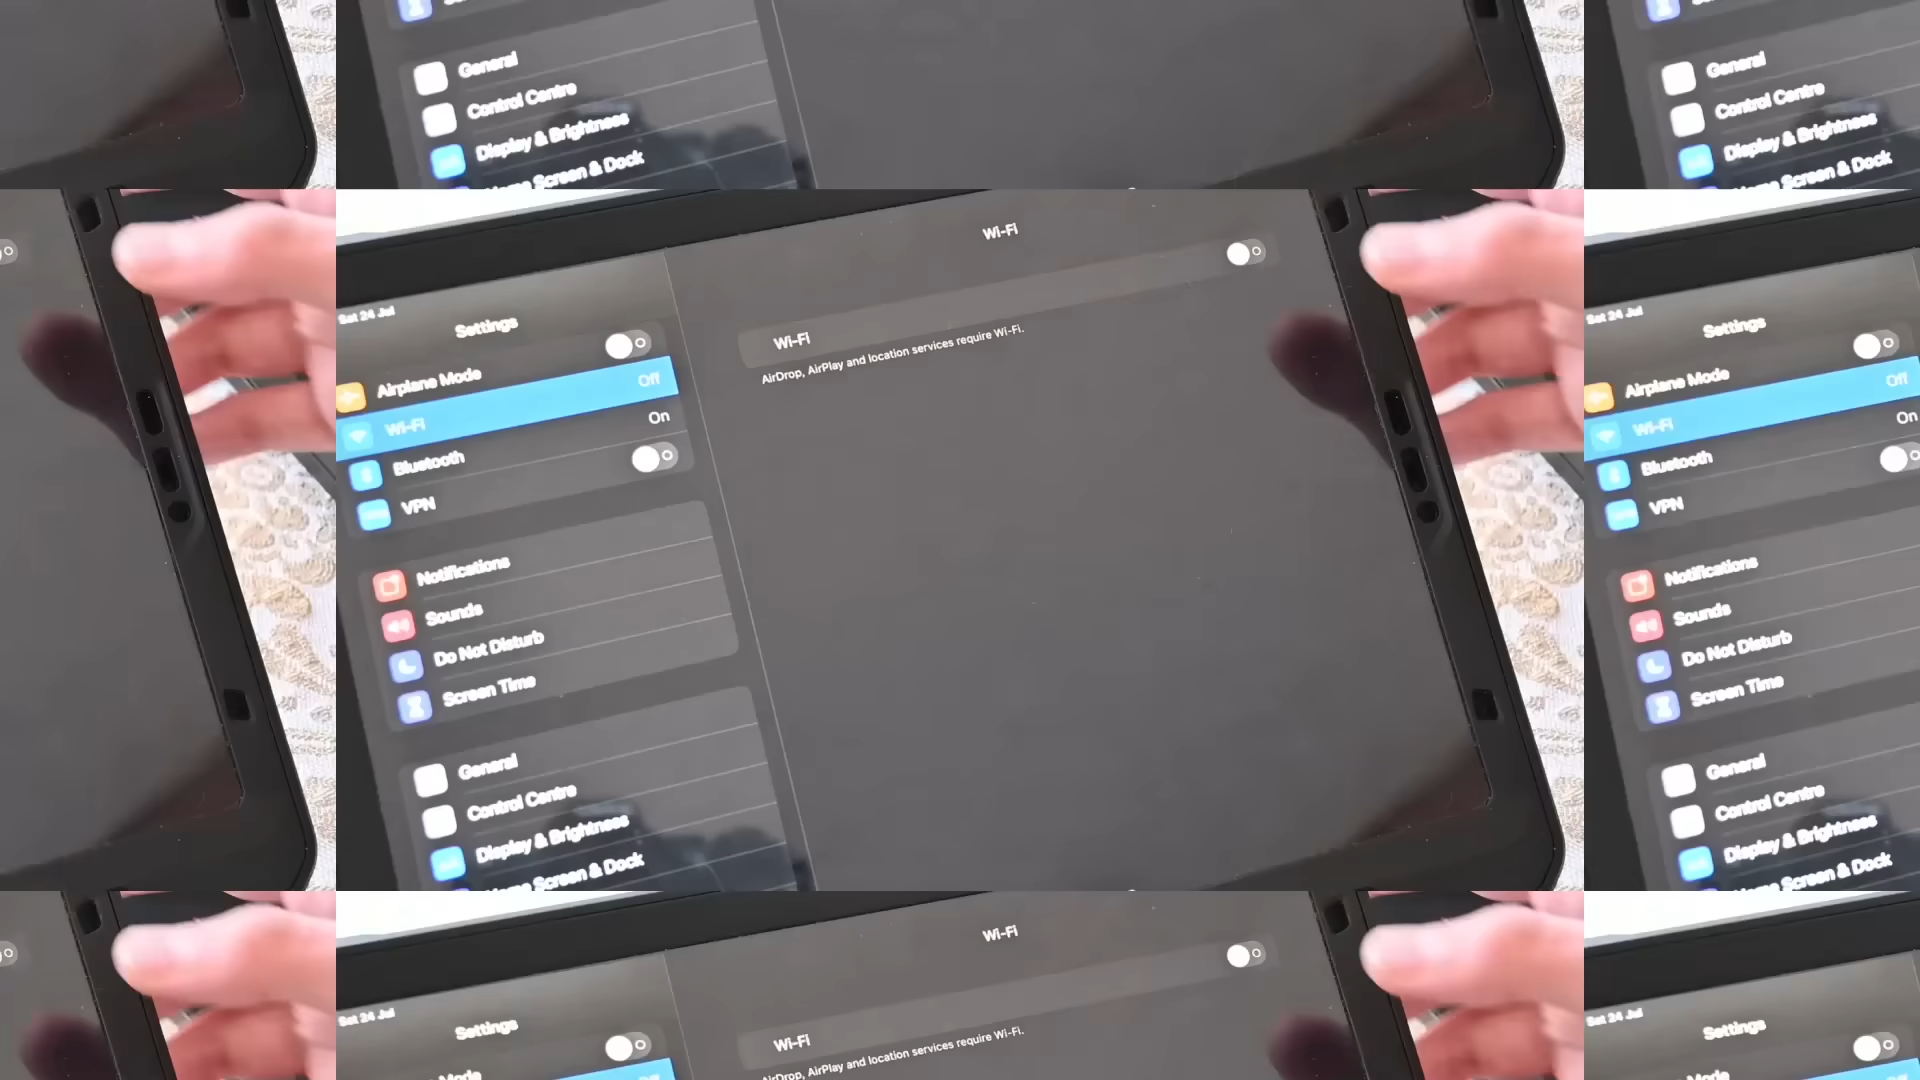 Wi-Fi
Sat 24 Jul
Settings
Airplane Mode
Wi-Fi
Off
Bluetooth
On
VPN
Notifications
Sounds
Do Not Disturb
Screen Time
General
Control Centre
Display & Brightness
Home Screen & Dock
Wi-Fi
AirDrop, AirPlay and location services require Wi-Fi.